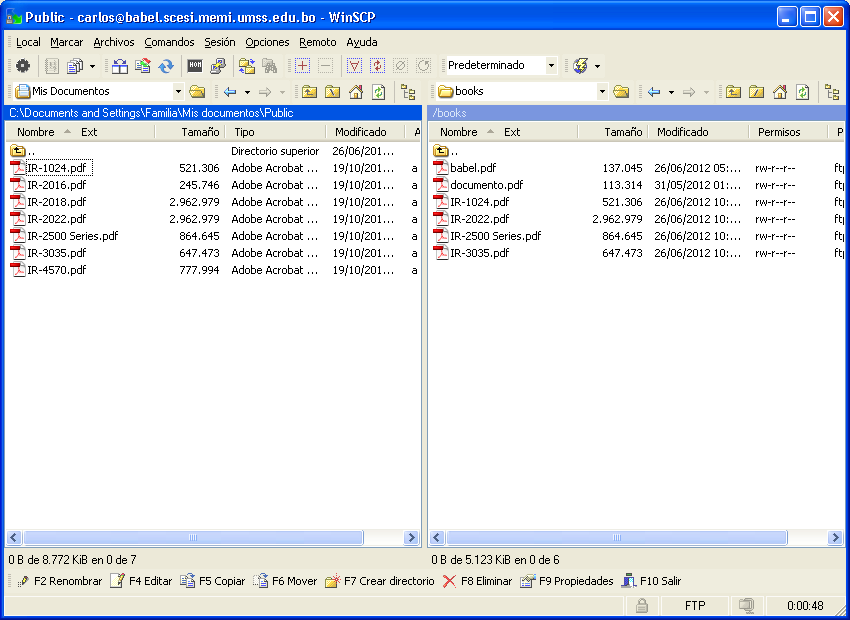 Public - carlos@babel.scesi.memi.umss.edu.bo - WinSCP
Local Marcar Archivos Comandos Sesión Opciones Remoto Ayuda
Predeterminado
Mis Documentos books
C:\Documents and Settings\Familia\Mis documentos\Public /books
Nombre Ext Tamaño Tipo Modificado A Nombre Ext Tamaño Modificado Permisos P
.. Directorio superior 26/06/201... ..
IR-1024.pdf 521.306 Adobe Acrobat ... 19/10/201... a babel.pdf 137.045 26/06/2012 05:... rw-r--r-- ftp
IR-2016.pdf 245.746 Adobe Acrobat ... 19/10/201... a documento.pdf 113.314 31/05/2012 01:... rw-r--r-- ftp
IR-2018.pdf 2.962.979 Adobe Acrobat ... 19/10/201... a IR-1024.pdf 521.306 26/06/2012 10:... rw-r--r-- ftp
IR-2022.pdf 2.962.979 Adobe Acrobat ... 19/10/201... a IR-2022.pdf 2.962.979 26/06/2012 10:... rw-r--r-- ftp
IR-2500 Series.pdf 864.645 Adobe Acrobat ... 19/10/201... a IR-2500 Series.pdf 864.645 26/06/2012 10:... rw-r--r-- ftp
IR-3035.pdf 647.473 Adobe Acrobat ... 19/10/201... a IR-3035.pdf 647.473 26/06/2012 10:... rw-r--r-- ftp
IR-4570.pdf 777.994 Adobe Acrobat ... 19/10/201... a
0 B de 8.772 KiB en 0 de 7 0 B de 5.123 KiB en 0 de 6
F2 Renombrar F4 Editar F5 Copiar F6 Mover F7 Crear directorio F8 Eliminar F9 Propiedades F10 Salir
FTP 0:00:48